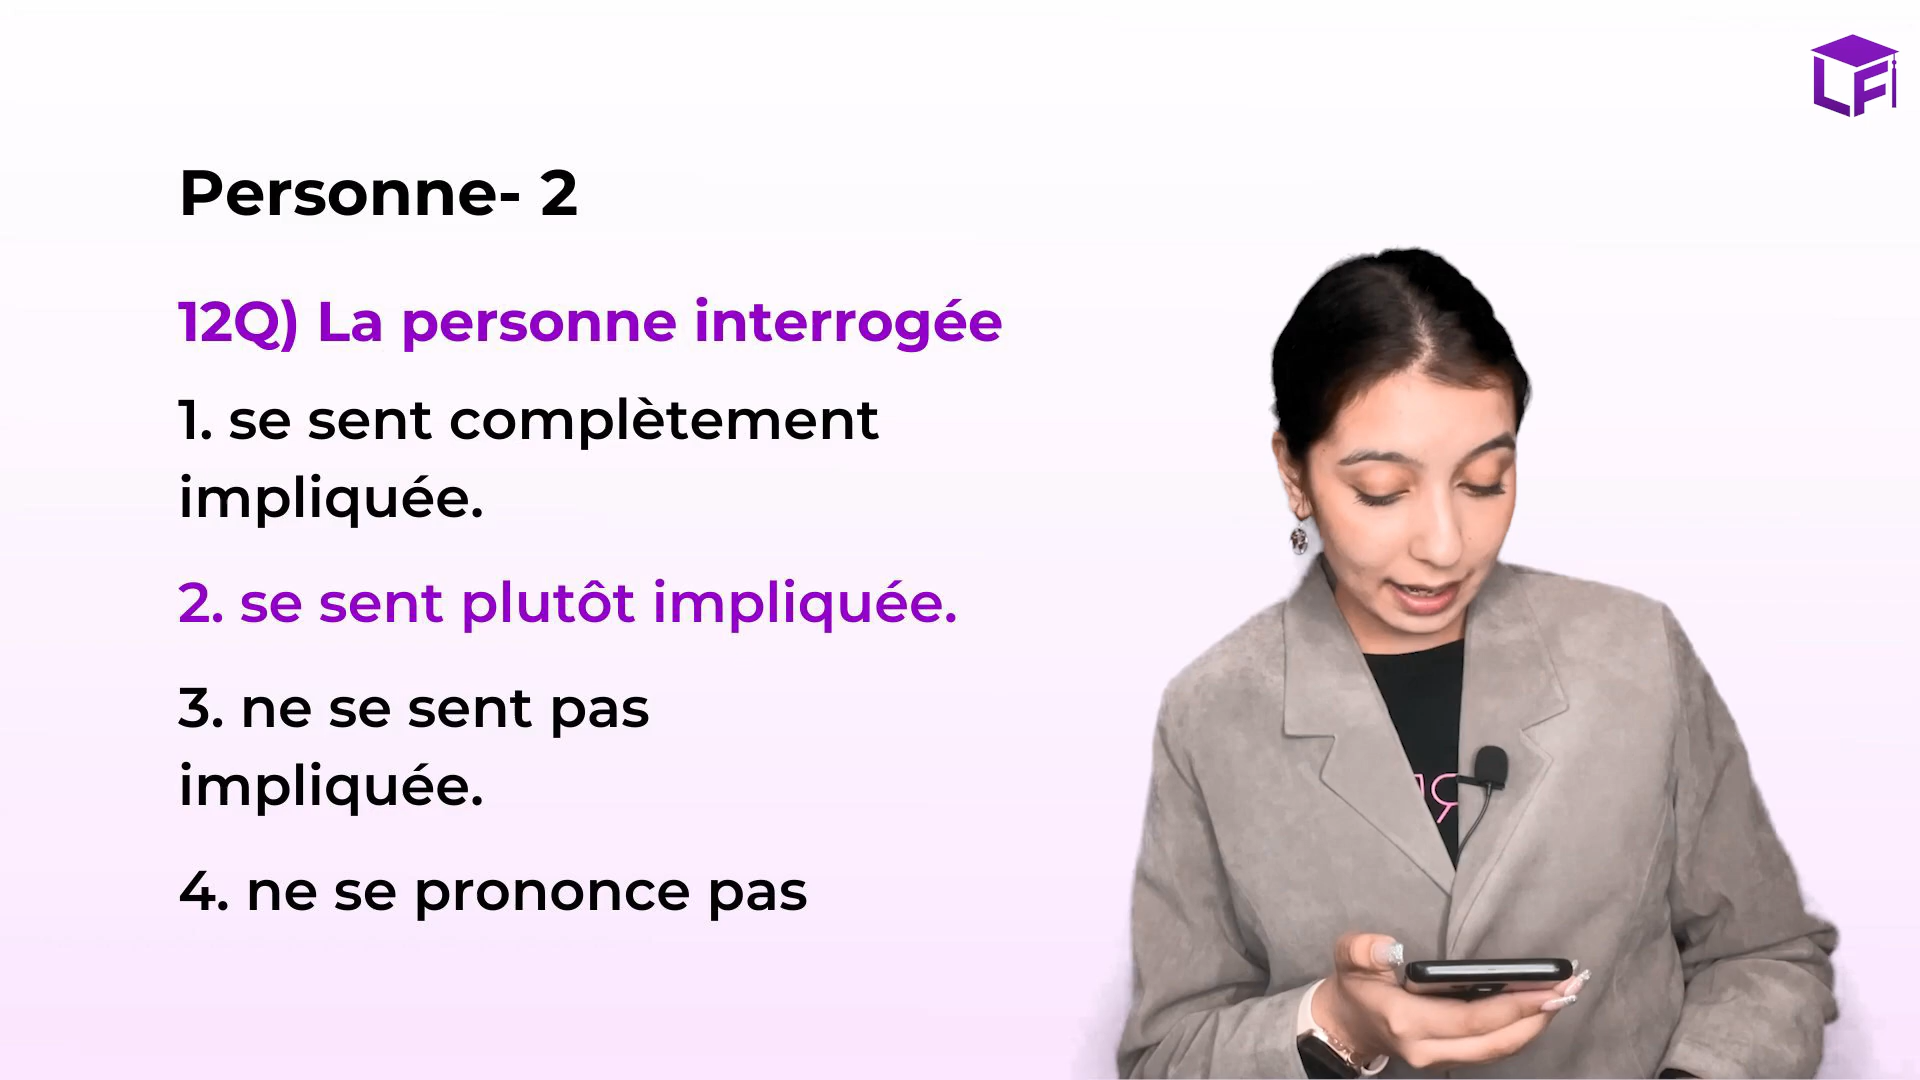 LF
Personne- 2
12Q) La personne interrogée
1. se sent complètement
impliquée.
2. se sent plutôt impliquée.
3. ne se sent pas
impliquée.
4. ne se prononce pas